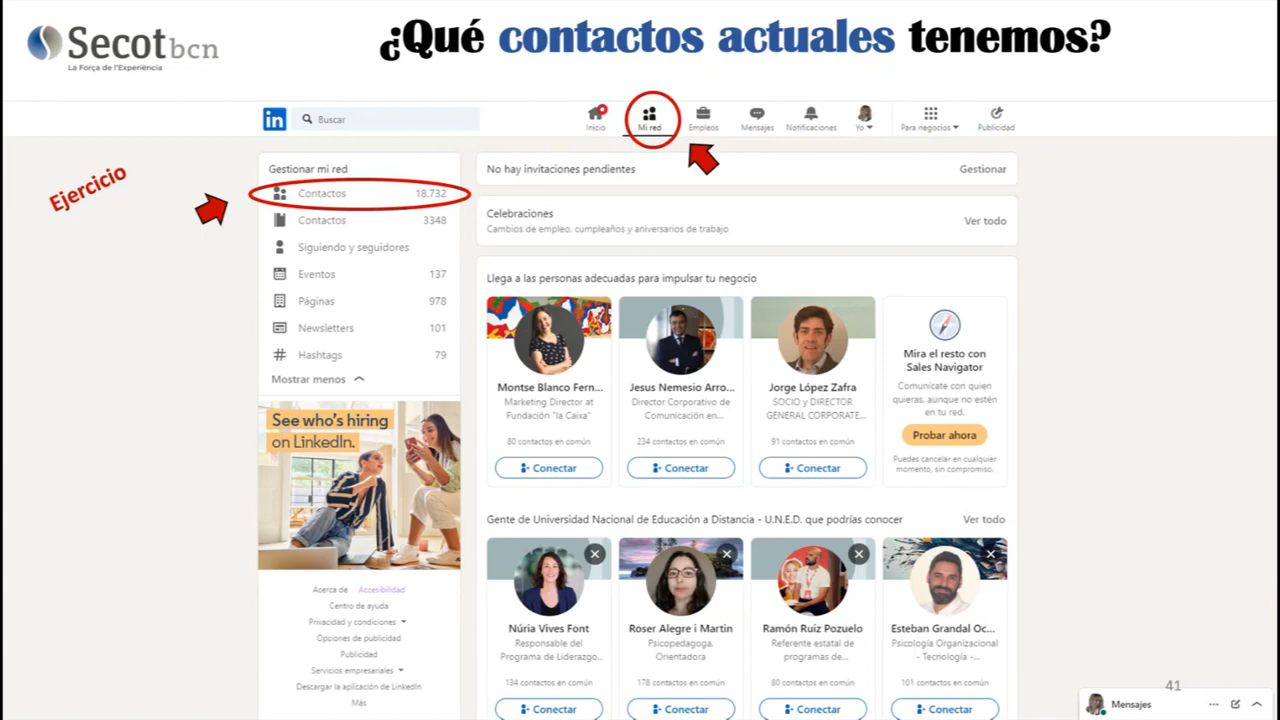 Secot bcn
La Força de l'Experiència
¿Qué contactos actuales tenemos?
in
Buscar
Inicio
Mi red
Empleos
Mensajes
Notificaciones
Yo
Para negocios
Publicidad
Ejercicio
Gestionar mi red
Contactos 18.732
Contactos 3348
Siguiendo y seguidores
Eventos 137
Páginas 978
Newsletters 101
Hashtags 79
Mostrar menos
See who's hiring
on LinkedIn.
Acerca de Accesibilidad
Centro de ayuda
Privacidad y condiciones
Opciones de publicidad
Publicidad
Servicios empresariales
Descargar la aplicación de LinkedIn
Más
No hay invitaciones pendientes
Gestionar
Celebraciones
Cambios de empleo, cumpleaños y aniversarios de trabajo
Ver todo
Llega a las personas adecuadas para impulsar tu negocio
Montse Blanco Fern...
Marketing Director at
Fundación "la Caixa"
80 contactos en común
Conectar
Jesus Nemesio Arro...
Director Corporativo de
Comunicación en...
234 contactos en común
Conectar
Jorge López Zafra
SOCIO y DIRECTOR
GENERAL CORPORATE...
91 contactos en común
Conectar
Mira el resto con
Sales Navigator
Comunícate con quien
quieras, aunque no estén
en tu red.
Probar ahora
Puedes cancelar en cualquier
momento, sin compromiso.
Gente de Universidad Nacional de Educación a Distancia - U.N.E.D. que podrías conocer
Ver todo
Núria Vives Font
Responsable del
Programa de Liderazgo...
134 contactos en común
Conectar
Roser Alegre i Martin
Psicopedagoga,
Orientadora
178 contactos en común
Conectar
Ramón Ruiz Pozuelo
Referente estatal de
programas de...
80 contactos en común
Conectar
Esteban Grandal Oc...
Psicología Organizacional
- Tecnología -...
101 contactos en común
Conectar
41
Mensajes